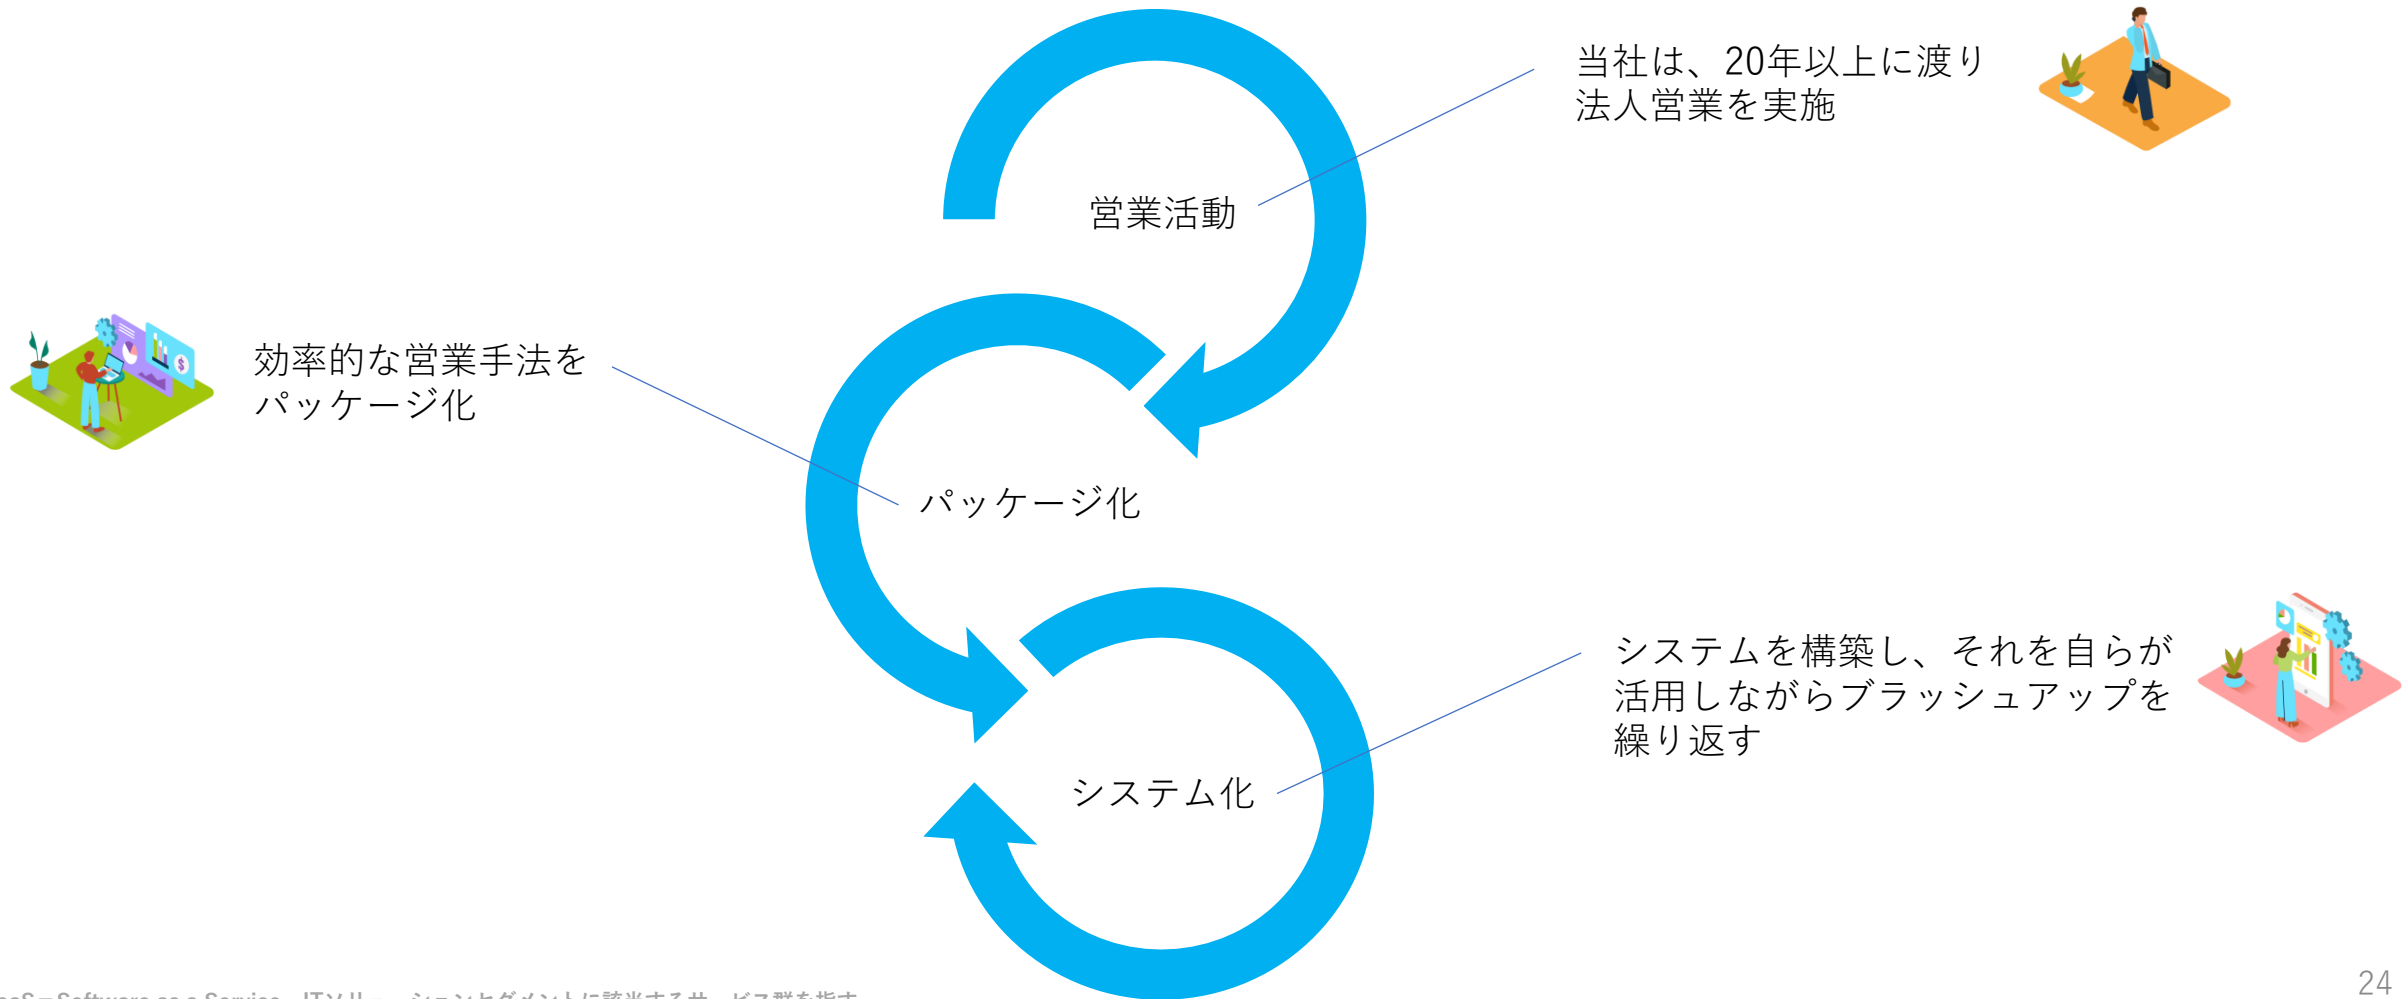 当社は、20年以上に渡り
法人営業を実施
営業活動
効率的な営業手法を
パッケージ化
パッケージ化
システムを構築し、それを自らが
活用しながらブラッシュアップを
繰り返す
システム化
24